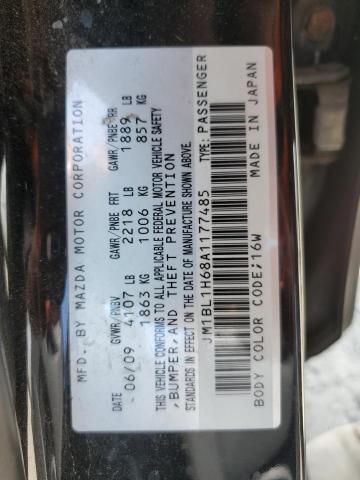 MFD. BY MAZDA MOTOR CORPORATION
DATE GVWR/PNBV GAWR/PNBE FRT GAWR/PNBE RR
06/09 4107 LB 2218 LB 1889 LB
1863 KG 1006 KG 857 KG
THIS VEHICLE CONFORMS TO ALL APPLICABLE FEDERAL MOTOR VEHICLE SAFETY
,BUMPER,AND THEFT PREVENTION
STANDARDS IN EFFECT ON THE DATE OF MANUFACTURE SHOWN ABOVE.
JM1BL1H68A1177485 TYPE: PASSENGER
BODY COLOR CODE;16W MADE IN JAPAN